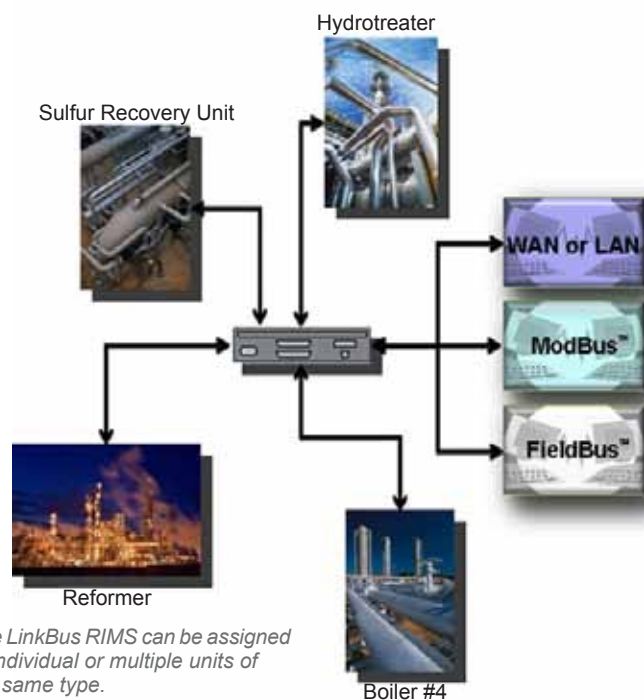 Hydrotreater
Sulfur Recovery Unit
WAN or LAN
ModBus™
FieldBus™
Reformer
LinkBus RIMS can be assigned
individual or multiple units of
same type.
Boiler #4